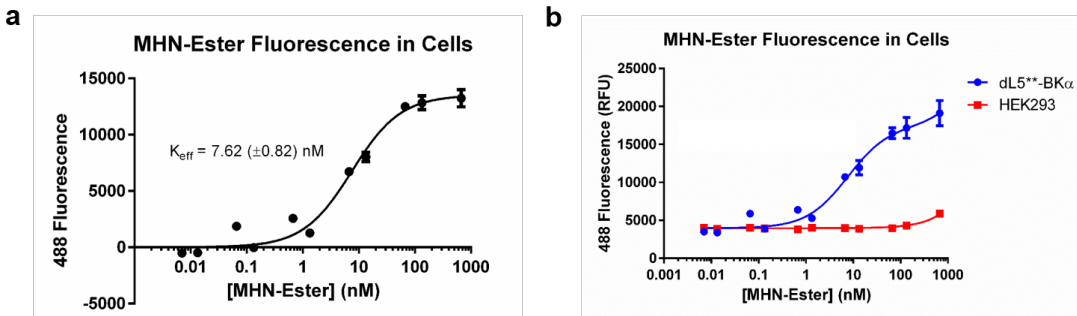 a
MHN-Ester Fluorescence in Cells
488 Fluorescence
15000
10000
5000
0
-5000
K_eff = 7.62 (±0.82) nM
0.01 0.1 1 10 100 1000
[MHN-Ester] (nM)
b
MHN-Ester Fluorescence in Cells
488 Fluorescence (RFU)
25000
20000
15000
10000
5000
0
0.001 0.01 0.1 1 10 100 1000
[MHN-Ester] (nM)
dL5**-BKα
HEK293